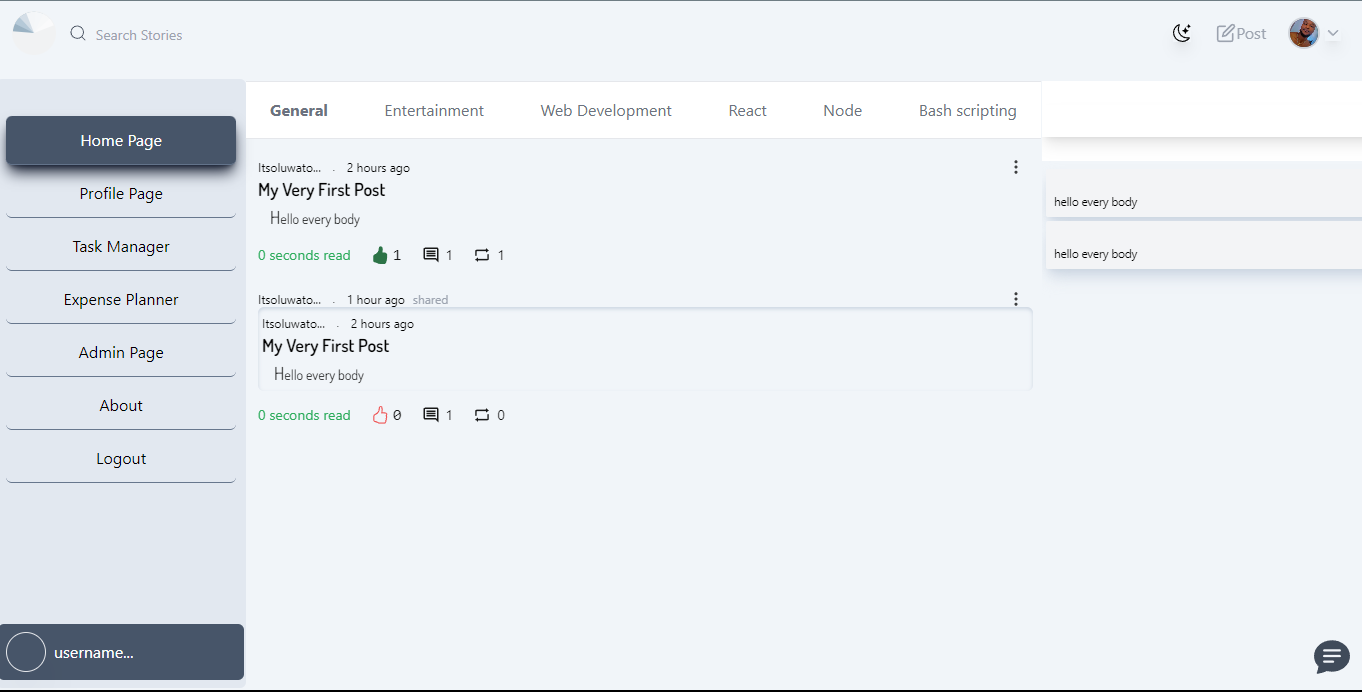 Search Stories
Post
Home Page
Profile Page
Task Manager
Expense Planner
Admin Page
About
Logout
username...
General Entertainment Web Development React Node Bash scripting
Itsoluwato... . 2 hours ago
My Very First Post
Hello every body
0 seconds read 1 1 1
Itsoluwato... . 1 hour ago shared
Itsoluwato... . 2 hours ago
My Very First Post
Hello every body
0 seconds read 0 1 0
hello every body
hello every body